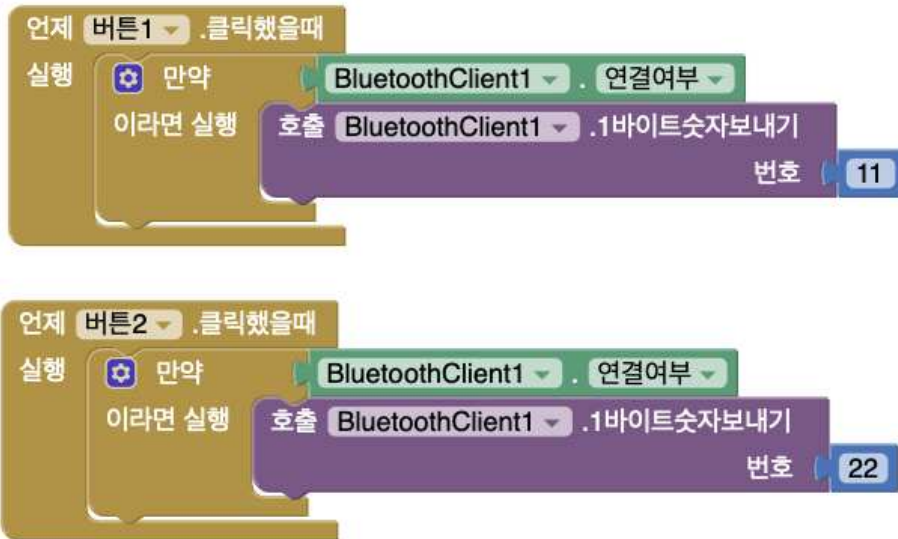 언제 버튼1 .클릭했을때
실행 만약 BluetoothClient1 . 연결여부
이라면 실행 호출 BluetoothClient1 .1바이트숫자보내기
번호 11
언제 버튼2 .클릭했을때
실행 만약 BluetoothClient1 . 연결여부
이라면 실행 호출 BluetoothClient1 .1바이트숫자보내기
번호 22